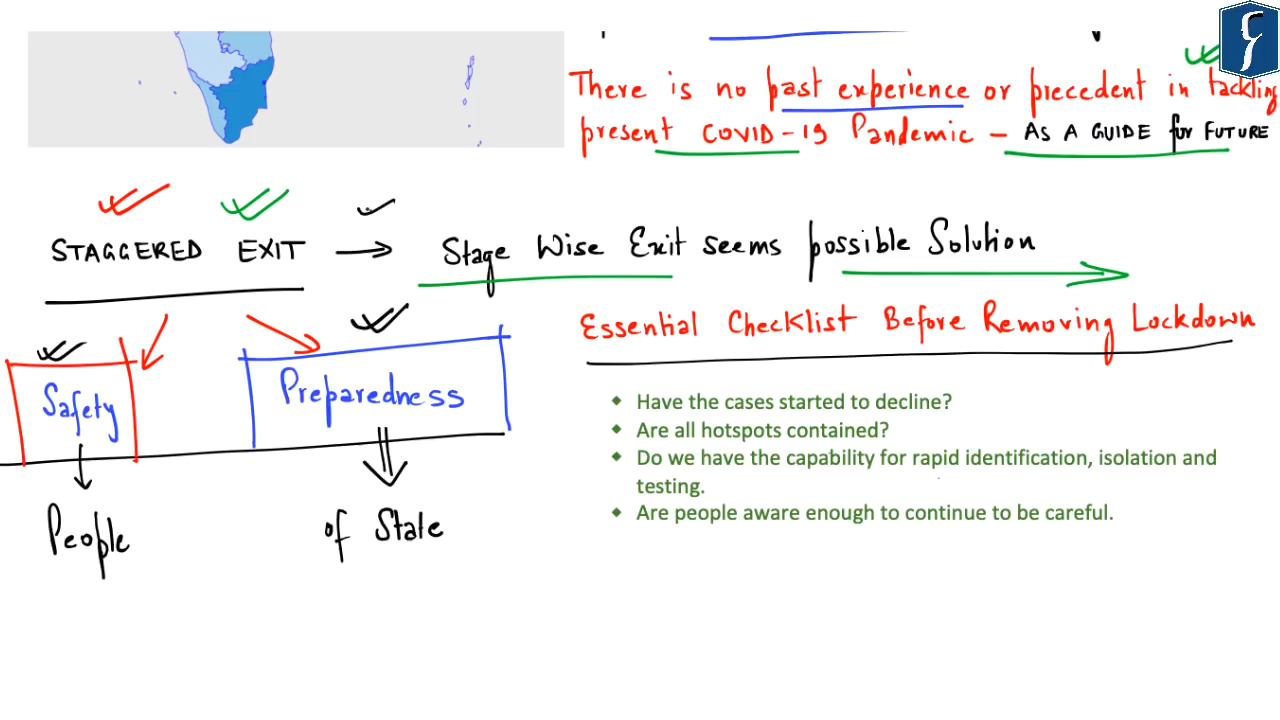 There is no past experience or precedent in tackling
present COVID-19 Pandemic - AS A GUIDE for FUTURE
STAGGERED EXIT → Stage Wise Exit seems possible Solution
Essential Checklist Before Removing Lockdown
Safety
Preparedness
People
of State
◆ Have the cases started to decline?
◆ Are all hotspots contained?
◆ Do we have the capability for rapid identification, isolation and
testing.
◆ Are people aware enough to continue to be careful.